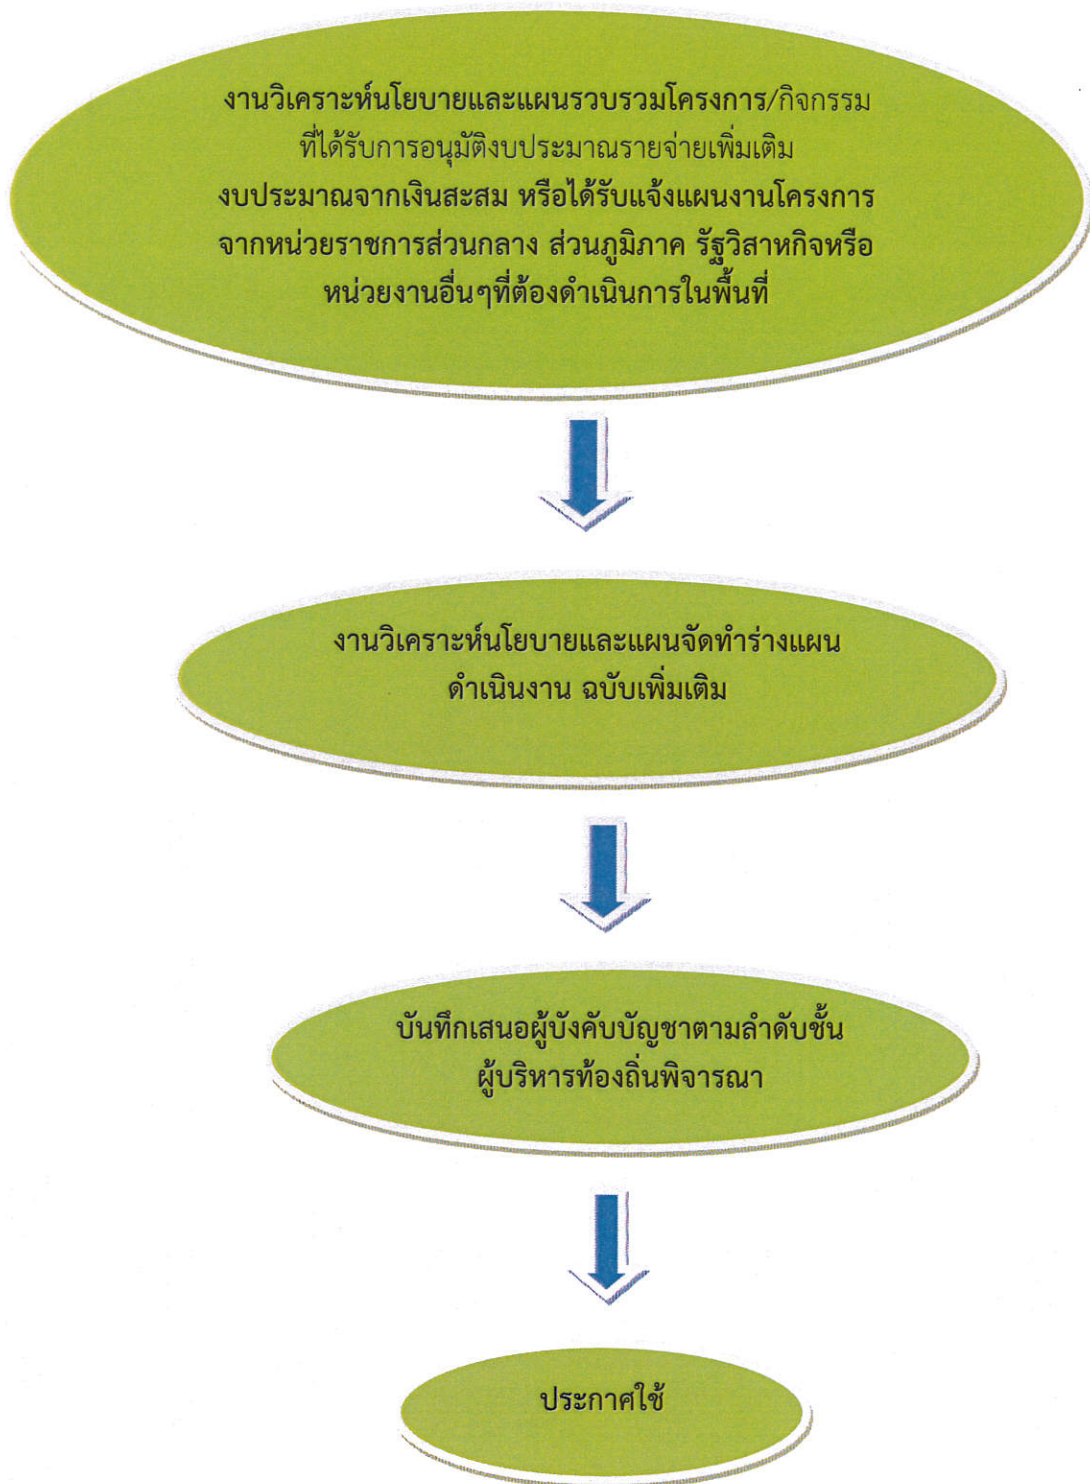 งานวิเคราะห์นโยบายและแผนรวบรวมโครงการ/กิจกรรม
ที่ได้รับการอนุมัติงบประมาณรายจ่ายเพิ่มเติม
งบประมาณจากเงินสะสม หรือได้รับแจ้งแผนงานโครงการ
จากหน่วยราชการส่วนกลาง ส่วนภูมิภาค รัฐวิสาหกิจหรือ
หน่วยงานอื่นๆที่ต้องดำเนินการในพื้นที่
งานวิเคราะห์นโยบายและแผนจัดทำร่างแผน
ดำเนินงาน ฉบับเพิ่มเติม
บันทึกเสนอผู้บังคับบัญชาตามลำดับชั้น
ผู้บริหารท้องถิ่นพิจารณา
ประกาศใช้